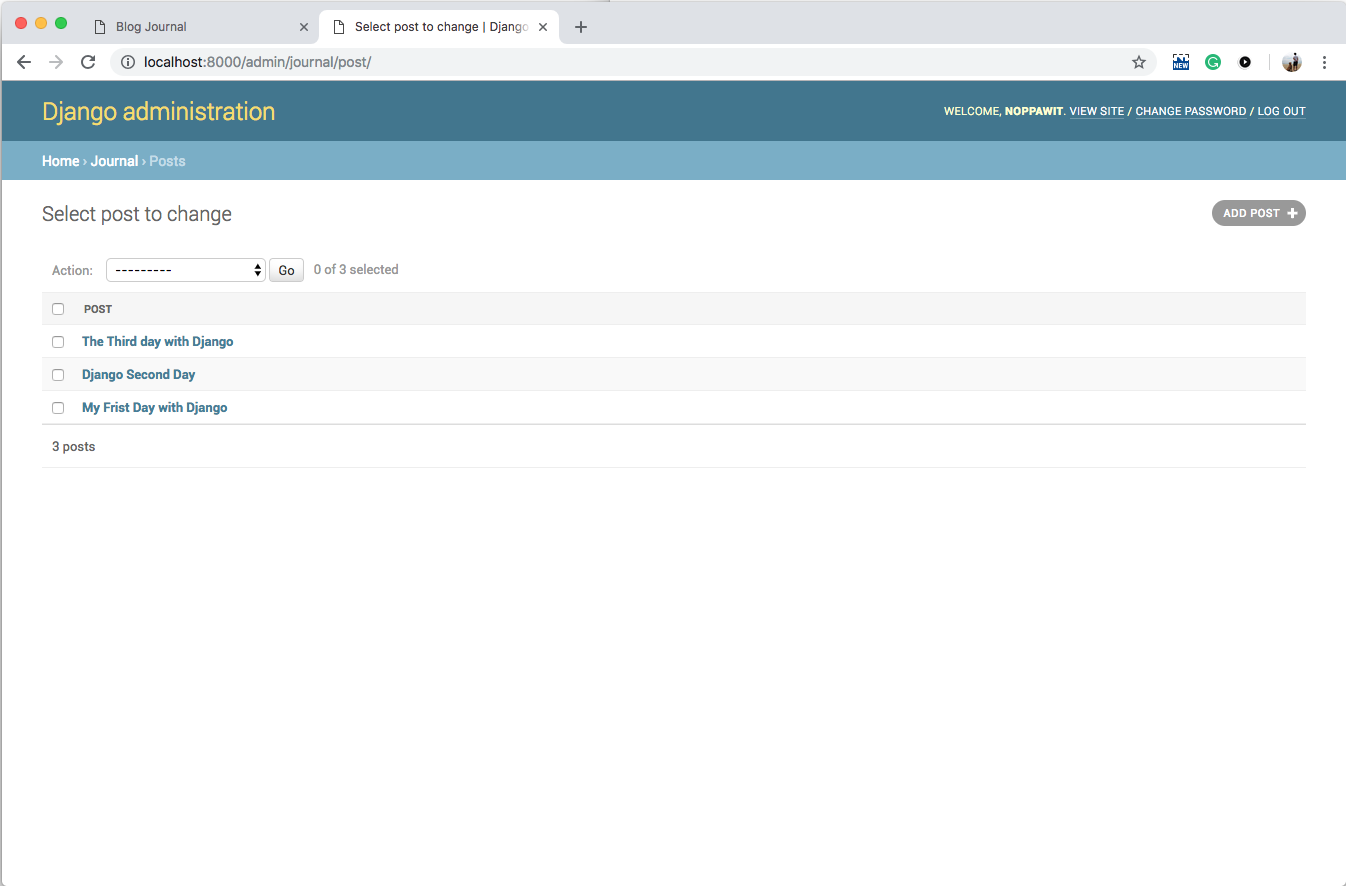 Blog Journal
Select post to change | Django
localhost:8000/admin/journal/post/
NEW
Django administration
WELCOME, NOPPAWIT. VIEW SITE / CHANGE PASSWORD / LOG OUT
Home › Journal › Posts
Select post to change
ADD POST
Action: --------- Go 0 of 3 selected
POST
The Third day with Django
Django Second Day
My Frist Day with Django
3 posts